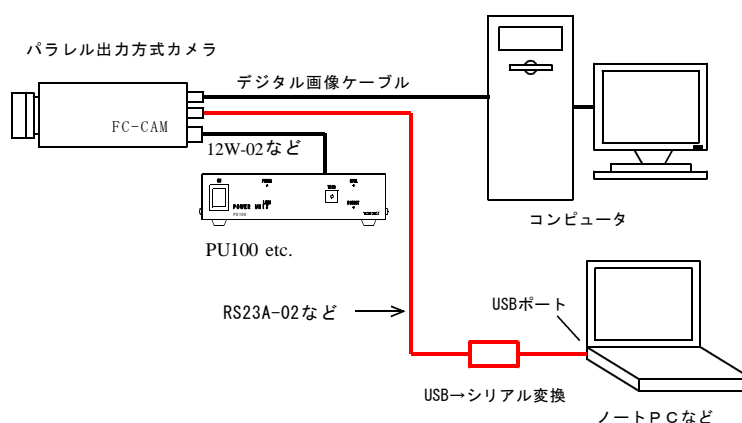 パラレル出力方式カメラ
デジタル画像ケーブル
FC-CAM
12W-02など
POWER UNIT
PU100
コンピュータ
PU100 etc.
USBポート
RS23A-02など
USB→シリアル変換
ノートＰＣなど